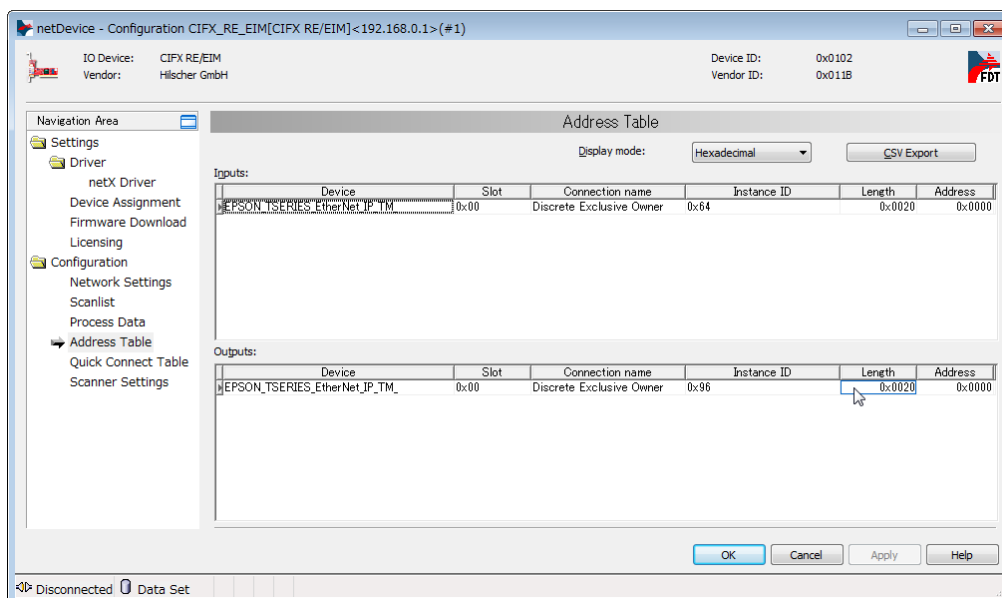 netDevice - Configuration CIFX_RE_EIM[CIFX RE/EIM]<192.168.0.1>(#1)
IO Device: CIFX RE/EIM Device ID: 0x0102
Vendor: Hilscher GmbH Vendor ID: 0x011B
FDT
Navigation Area
Settings
Driver
netX Driver
Device Assignment
Firmware Download
Licensing
Configuration
Network Settings
Scanlist
Process Data
Address Table
Quick Connect Table
Scanner Settings
Address Table
Display mode: Hexadecimal CSV Export
Inputs:
Device Slot Connection name Instance ID Length Address
EPSON_TSERIES_EtherNet_IP_TM_ 0x00 Discrete Exclusive Owner 0x64 0x0020 0x0000
Outputs:
Device Slot Connection name Instance ID Length Address
EPSON_TSERIES_EtherNet_IP_TM_ 0x00 Discrete Exclusive Owner 0x96 0x0020 0x0000
OK Cancel Apply Help
Disconnected Data Set